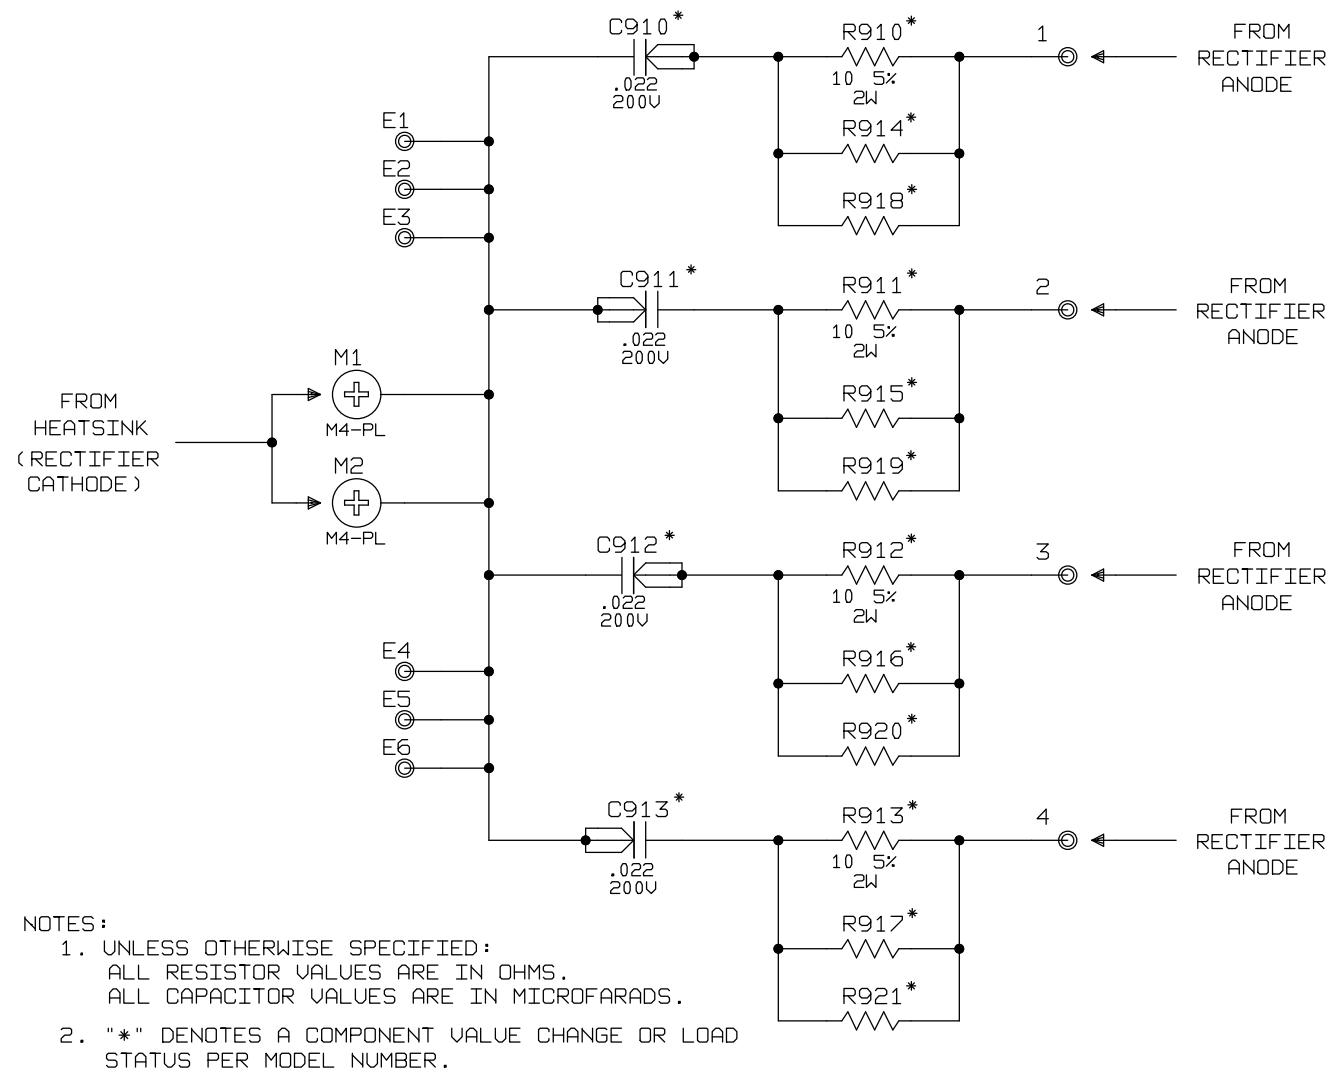 C910*
.022
200V
R910*
10 5%
2W
1
FROM
RECTIFIER
ANODE
E1
R914*
E2
R918*
E3
C911*
.022
200V
R911*
10 5%
2W
2
FROM
RECTIFIER
ANODE
M1
M4-PL
R915*
FROM
HEATSINK
(RECTIFIER
CATHODE)
M2
M4-PL
R919*
C912*
.022
200V
R912*
10 5%
2W
3
FROM
RECTIFIER
ANODE
E4
R916*
E5
R920*
E6
C913*
.022
200V
R913*
10 5%
2W
4
FROM
RECTIFIER
ANODE
R917*
R921*
NOTES:
1. UNLESS OTHERWISE SPECIFIED:
ALL RESISTOR VALUES ARE IN OHMS.
ALL CAPACITOR VALUES ARE IN MICROFARADS.
2. "*" DENOTES A COMPONENT VALUE CHANGE OR LOAD
STATUS PER MODEL NUMBER.